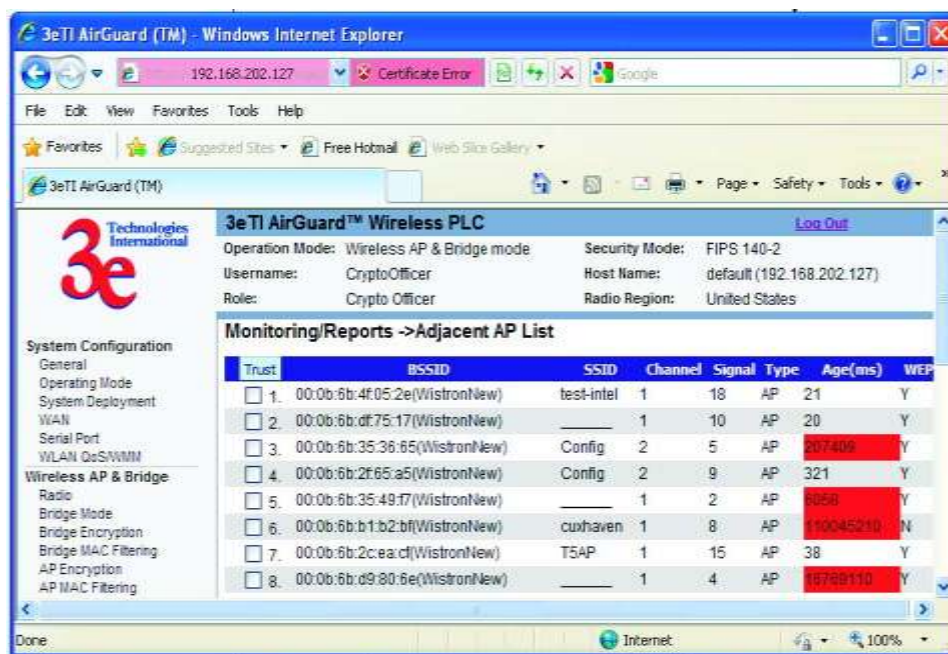 3eTI AirGuard (TM) - Windows Internet Explorer
192.168.202.127 Certificate Error Google
File Edit View Favorites Tools Help
Favorites Suggested Sites Free Hotmail Web Slice Gallery
3eTI AirGuard (TM) Page Safety Tools
3e Technologies International
3eTI AirGuard™ Wireless PLC Log Out
Operation Mode: Wireless AP & Bridge mode Security Mode: FIPS 140-2
Username: CryptoOfficer Host Name: default (192.168.202.127)
Role: Crypto Officer Radio Region: United States
System Configuration
General
Operating Mode
System Deployment
WAN
Serial Port
WLAN QoS/WMM
Wireless AP & Bridge
Radio
Bridge Mode
Bridge Encryption
Bridge MAC Filtering
AP Encryption
AP MAC Filtering
Monitoring/Reports ->Adjacent AP List
Trust BSSID SSID Channel Signal Type Age(ms) WEP
1. 00:0b:6b:4f:05:2e(WistronNew) test-intel 1 18 AP 21 Y
2. 00:0b:6b:df:75:17(WistronNew) _____ 1 10 AP 20 Y
3. 00:0b:6b:35:36:65(WistronNew) Config 2 5 AP 207409 Y
4. 00:0b:6b:2f:65:a5(WistronNew) Config 2 9 AP 321 Y
5. 00:0b:6b:35:49:f7(WistronNew) _____ 1 2 AP 6058 Y
6. 00:0b:6b:b1:b2:bf(WistronNew) cuxhaven 1 8 AP 110045210 N
7. 00:0b:6b:2c:ea:cf(WistronNew) T5AP 1 15 AP 38 Y
8. 00:0b:6b:d9:80:6e(WistronNew) _____ 1 4 AP 16769110 Y
Done Internet 100%